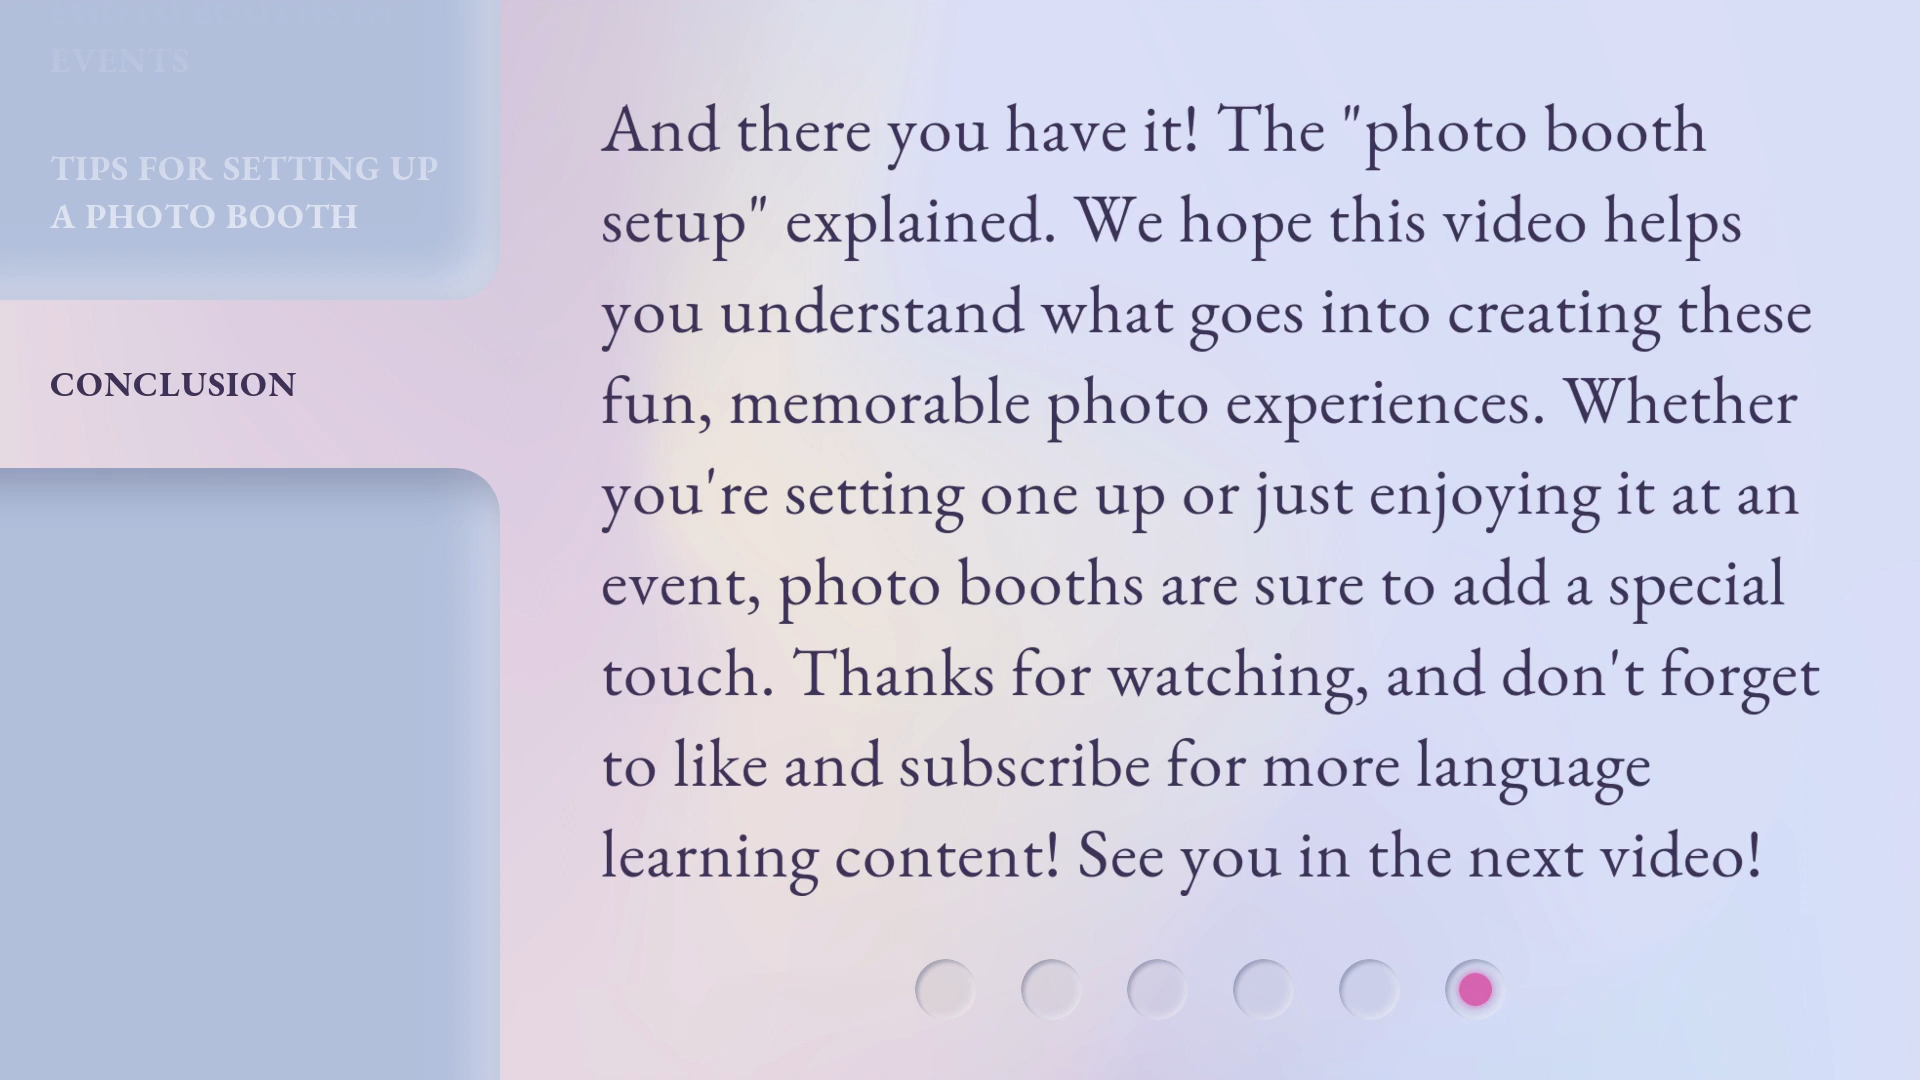 EVENTS
TIPS FOR SETTING UP
A PHOTO BOOTH
CONCLUSION
And there you have it! The "photo booth
setup" explained. We hope this video helps
you understand what goes into creating these
fun, memorable photo experiences. Whether
you're setting one up or just enjoying it at an
event, photo booths are sure to add a special
touch. Thanks for watching, and don't forget
to like and subscribe for more language
learning content! See you in the next video!